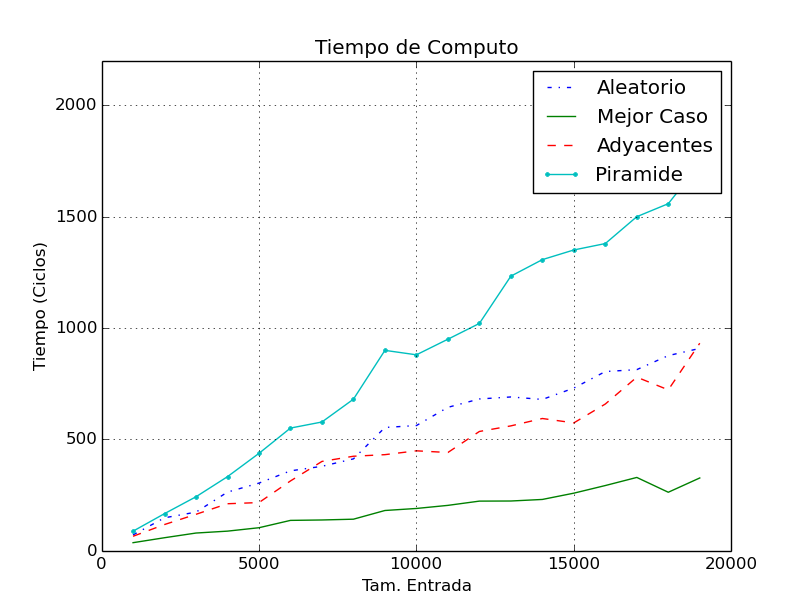 Tiempo de Computo
Aleatorio
Mejor Caso
Adyacentes
Piramide
2000
1500
1000
500
0
Tiempo (Ciclos)
0 5000 10000 15000 20000
Tam. Entrada